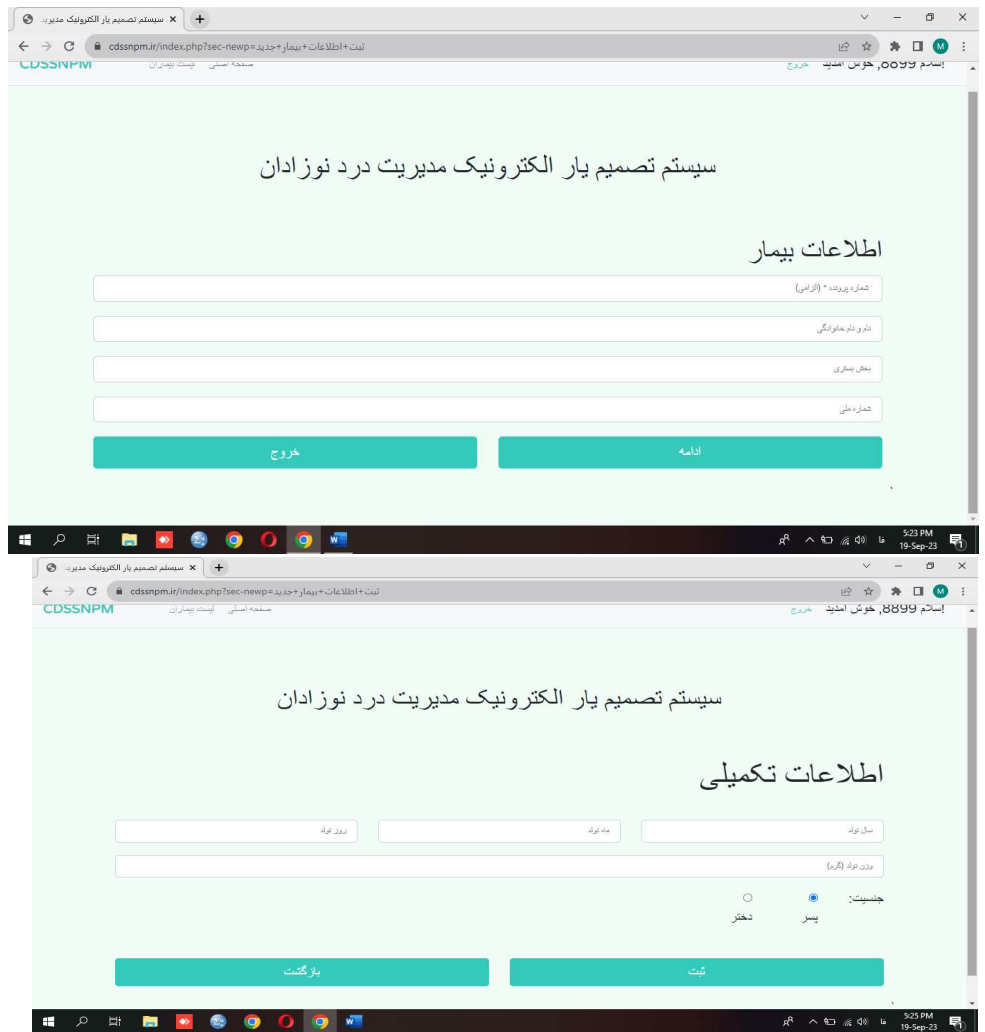 سیستم تصمیم یار الکترونیک مدیریت
cdssnpm.ir/index.php?sec-newp=ثبت+اطلاعات+بیمار+جدید
CDSSNPM صفحه اصلی لیست بیماران اسلام 8899, خوش آمدید خروج
سیستم تصمیم یار الکترونیک مدیریت درد نوزادان
اطلاعات بیمار
شماره پرونده * (الزامی)
نام و نام خانوادگی
بخش بستری
شماره ملی
ادامه خروج
فا 5:23 PM
19-Sep-23
سیستم تصمیم یار الکترونیک مدیریت
cdssnpm.ir/index.php?sec-newp=ثبت+اطلاعات+بیمار+جدید
CDSSNPM صفحه اصلی لیست بیماران اسلام 8899, خوش آمدید خروج
سیستم تصمیم یار الکترونیک مدیریت درد نوزادان
اطلاعات تکمیلی
سال تولد ماه تولد روز تولد
وزن تولد (گرم)
جنسیت:
پسر دختر
ثبت بازگشت
فا 5:25 PM
19-Sep-23